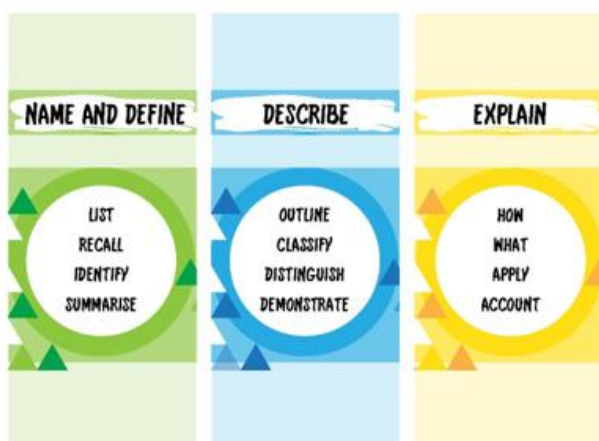 NAME AND DEFINE
LIST
RECALL
IDENTIFY
SUMMARISE
DESCRIBE
OUTLINE
CLASSIFY
DISTINGUISH
DEMONSTRATE
EXPLAIN
HOW
WHAT
APPLY
ACCOUNT